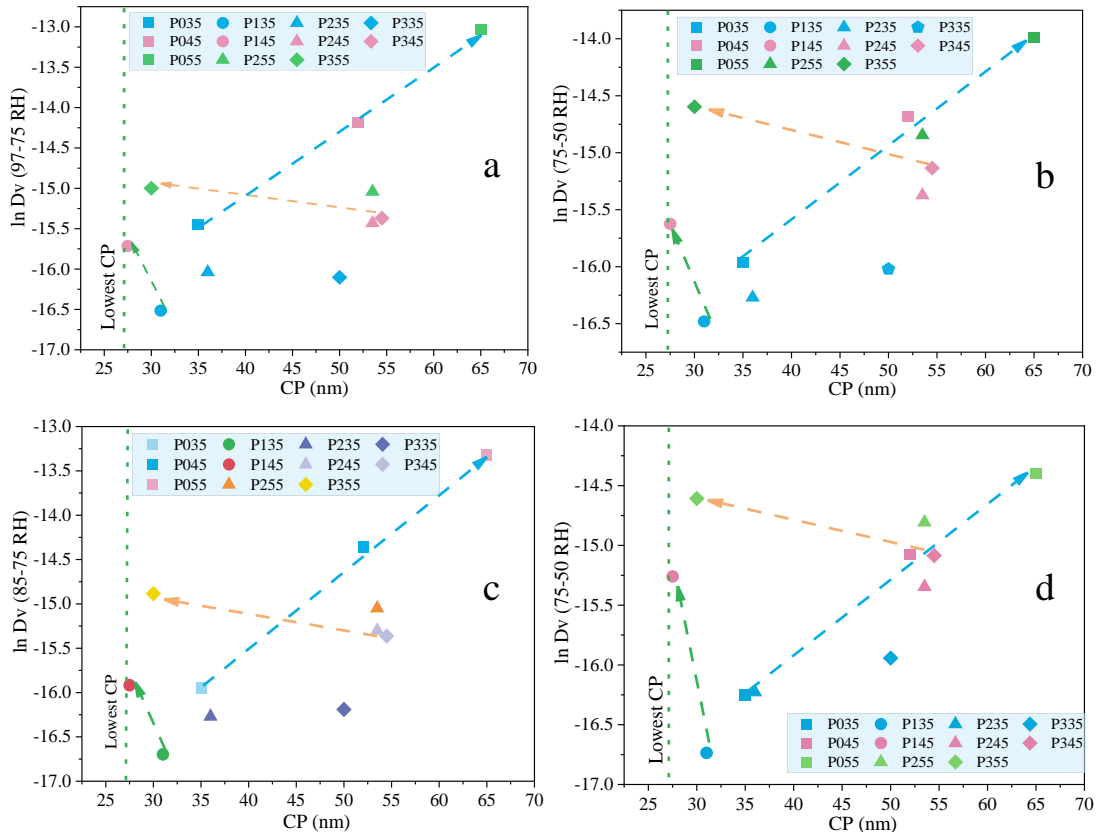 P035 P135 P235 P335
P045 P145 P245 P345
P055 P255 P355
a
ln Dv (97-75 RH)
-13.0
-13.5
-14.0
-14.5
-15.0
-15.5
-16.0
-16.5
-17.0
Lowest CP
25 30 35 40 45 50 55 60 65 70
CP (nm)
P035 P135 P235 P335
P045 P145 P245 P345
P055 P255 P355
b
ln Dv (75-50 RH)
-14.0
-14.5
-15.0
-15.5
-16.0
-16.5
Lowest CP
25 30 35 40 45 50 55 60 65 70
CP (nm)
P035 P135 P235 P335
P045 P145 P245 P345
P055 P255 P355
c
ln Dv (85-75 RH)
-13.0
-13.5
-14.0
-14.5
-15.0
-15.5
-16.0
-16.5
-17.0
Lowest CP
25 30 35 40 45 50 55 60 65 70
CP (nm)
d
ln Dv (75-50 RH)
-14.0
-14.5
-15.0
-15.5
-16.0
-16.5
-17.0
Lowest CP
P035 P135 P235 P335
P045 P145 P245 P345
P055 P255 P355
25 30 35 40 45 50 55 60 65 70
CP (nm)